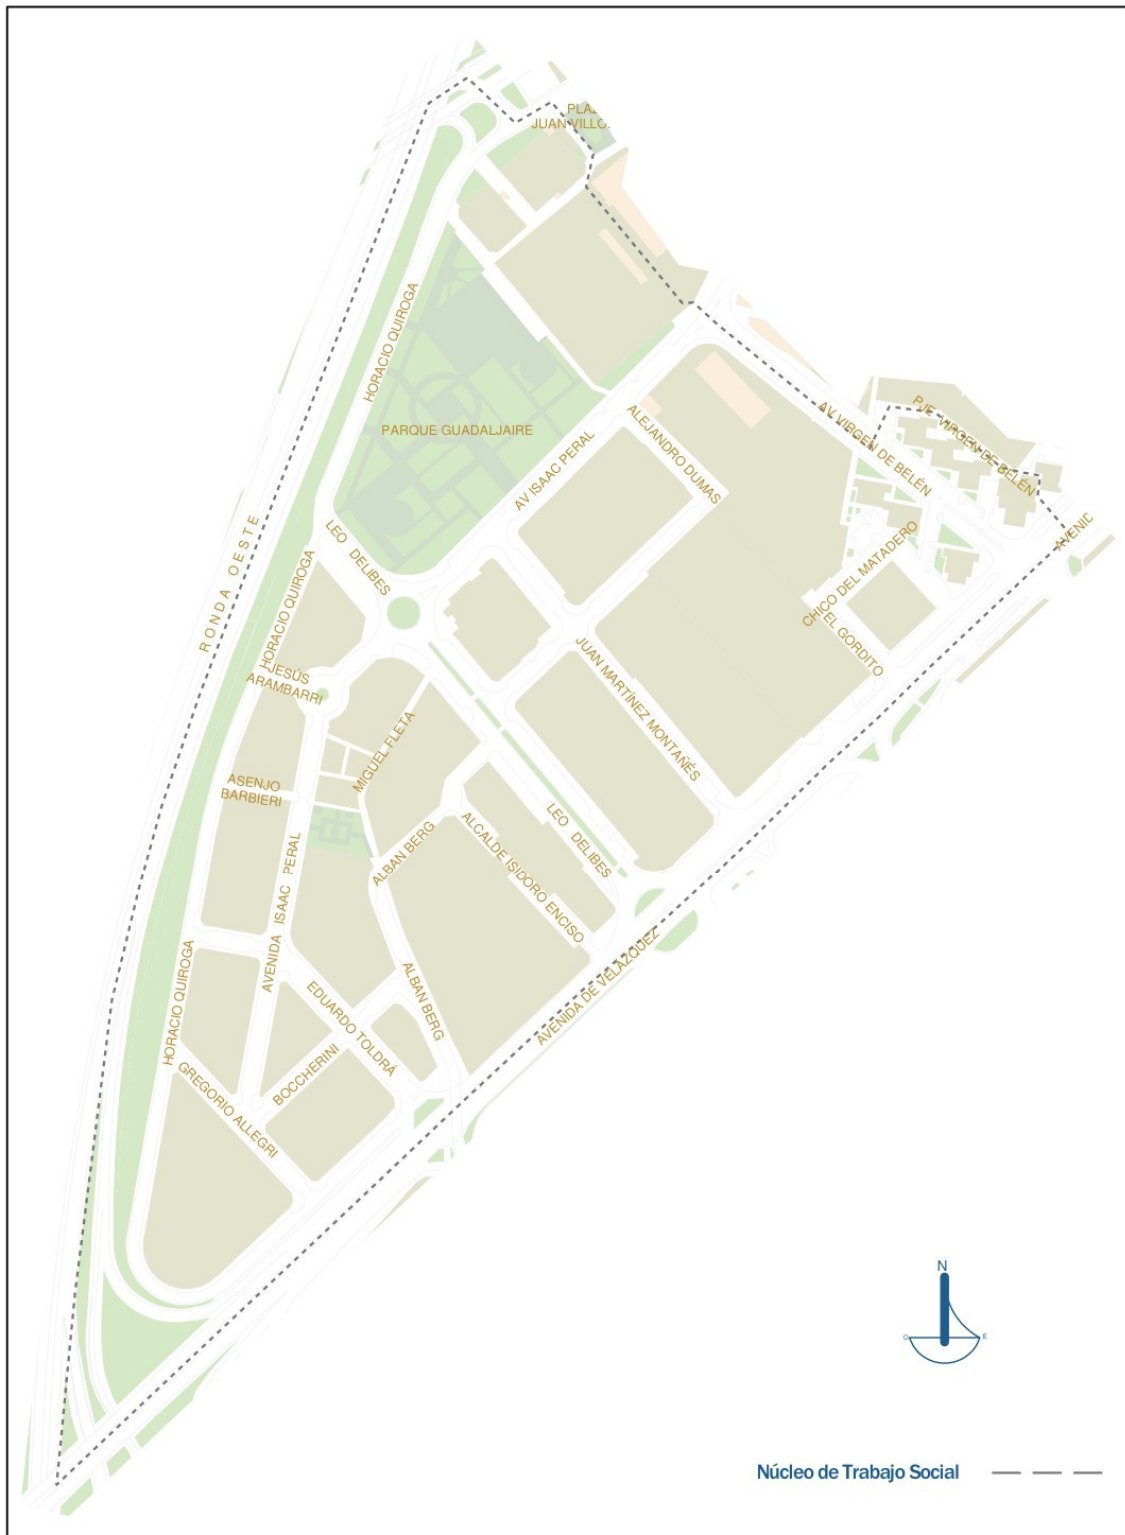 PLAZ
JUAN VILLO
HORACIO QUIROGA
PARQUE GUADALJAIRE
AV ISAAC PERAL
ALEJANDRO DUMAS
AV VIRGEN DE BELÉN
PJE VIRGEN DE BELÉN
AVENID
RONDA OESTE
LEO DELIBES
HORACIO QUIROGA
CHICO DEL MATADERO
EL GORDITO
JESÚS
ARAMBARRI
JUAN MARTÍNEZ MONTAÑÉS
MIGUEL FLETA
ASENJO
BARBIERI
LEO DELIBES
ALBAN BERG
ALCALDE ISIDORO ENCISO
AVENIDA ISAAC PERAL
HORACIO QUIROGA
EDUARDO TOLDRÁ
ALBAN BERG
AVENIDA DE VELAZQUEZ
BOCCHERINI
GREGORIO ALLEGRI
N
O
E
Núcleo de Trabajo Social